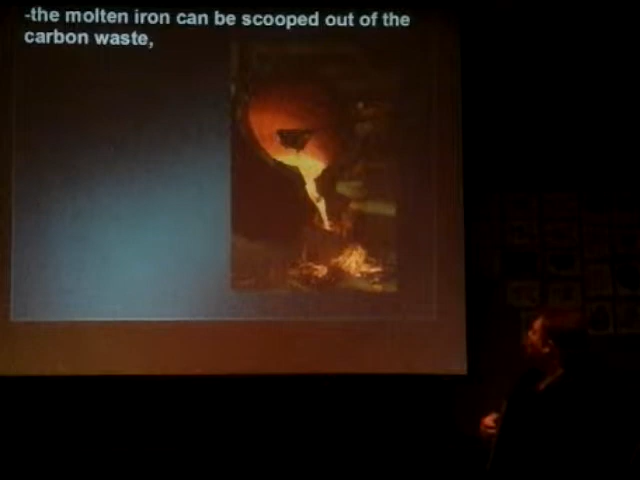 -the molten iron can be scooped out of the
carbon waste,